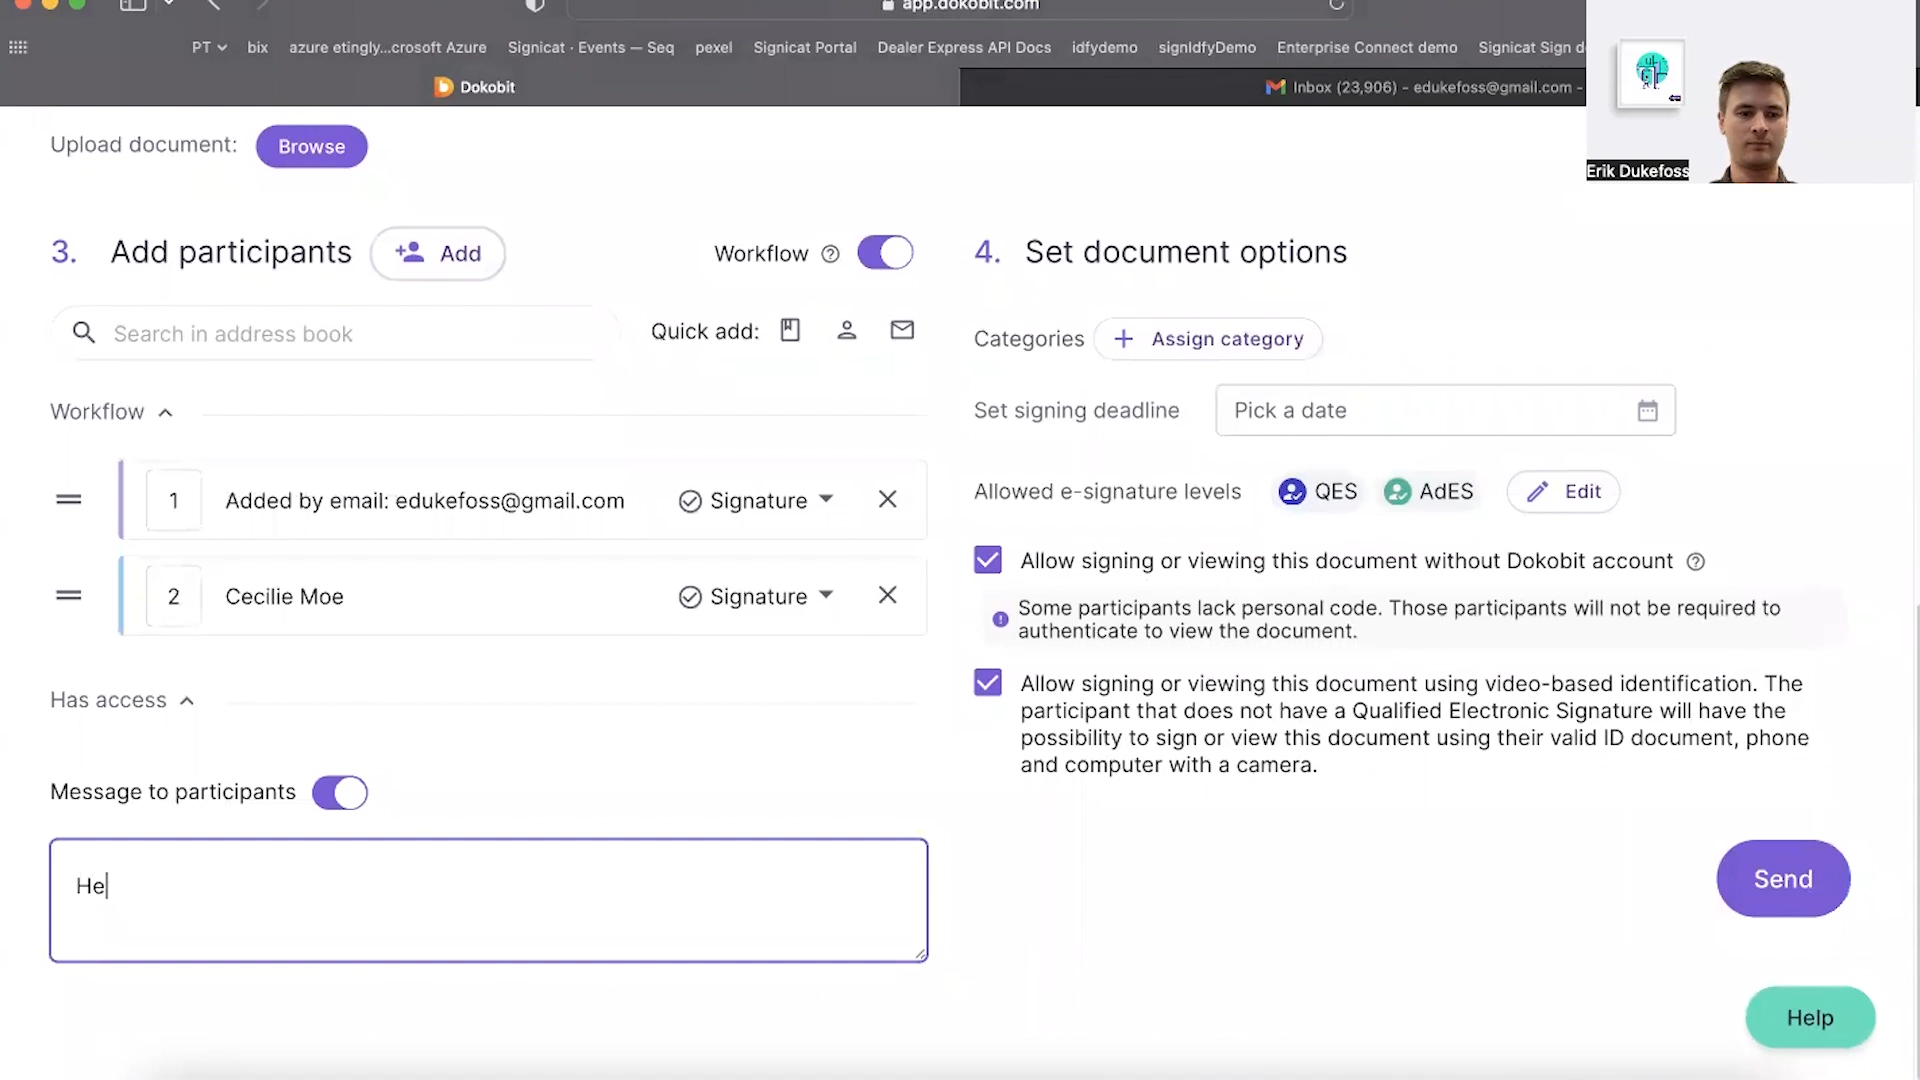 app.dokobit.com
PT
bix
azure etingly...crosoft Azure
Signicat · Events — Seq
pexel
Signicat Portal
Dealer Express API Docs
idfydemo
signIdfyDemo
Enterprise Connect demo
Signicat Sign d
Dokobit
Inbox (23,906) - edukefoss@gmail.com -
Erik Dukefoss
Upload document:
Browse
3. Add participants
Add
Workflow
Search in address book
Quick add:
Workflow
1 Added by email: edukefoss@gmail.com Signature
2 Cecilie Moe Signature
Has access
Message to participants
He
4. Set document options
Categories
Assign category
Set signing deadline
Pick a date
Allowed e-signature levels
QES
AdES
Edit
Allow signing or viewing this document without Dokobit account
Some participants lack personal code. Those participants will not be required to
authenticate to view the document.
Allow signing or viewing this document using video-based identification. The
participant that does not have a Qualified Electronic Signature will have the
possibility to sign or view this document using their valid ID document, phone
and computer with a camera.
Send
Help